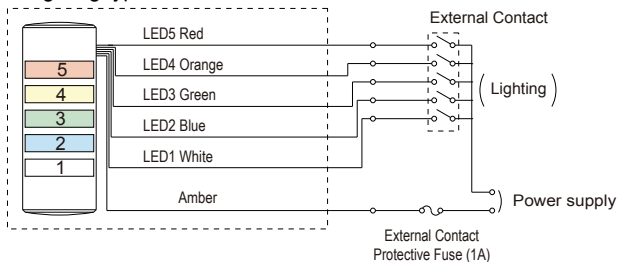 External Contact
LED5 Red
LED4 Orange
LED3 Green
LED2 Blue
LED1 White
Amber
5
4
3
2
1
(Lighting)
Power supply
External Contact
Protective Fuse (1A)